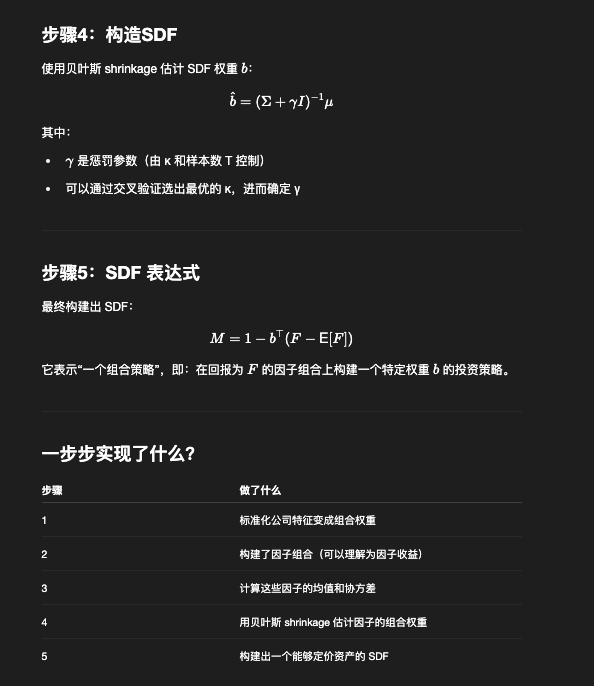 步骤4：构造SDF
使用贝叶斯 shrinkage 估计 SDF 权重 b：
b̂ = (Σ + γI)⁻¹μ
其中：
• γ 是惩罚参数（由 κ 和样本数 T 控制）
• 可以通过交叉验证选出最优的 κ，进而确定 γ
步骤5：SDF 表达式
最终构建出 SDF：
M = 1 − b⊤(F − E[F])
它表示“一个组合策略”，即：在回报为 F 的因子组合上构建一个特定权重 b 的投资策略。
一步步实现了什么？
步骤 做了什么
1 标准化公司特征变成组合权重
2 构建了因子组合（可以理解为因子收益）
3 计算这些因子的均值和协方差
4 用贝叶斯 shrinkage 估计因子的组合权重
5 构建出一个能够定价资产的 SDF